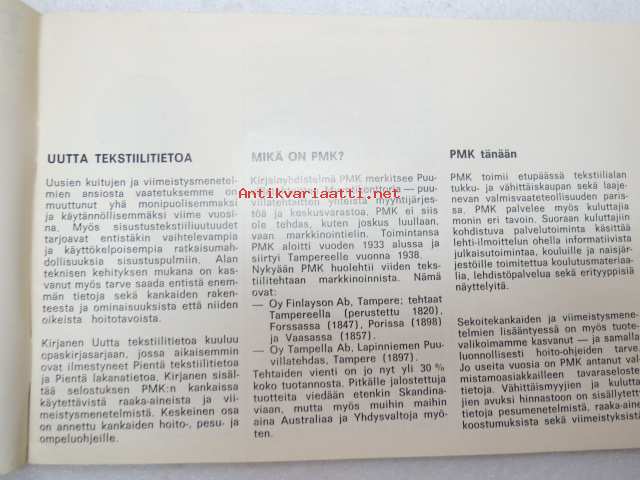 UUTTA TEKSTIILITIETOA
Uusien kuitujen ja viimeistysmenetel-
mien ansiosta vaatetuksemme on
muuttunut yhä monipuolisemmaksi
ja käytännöllisemmäksi viime vuosi-
na. Myös sisustustekstiiliuutuudet
tarjoavat entistäkin vaihtelevampia
ja käyttökelpoisempia ratkaisumah-
dollisuuksia sisustuspulmiin. Alan
teknisen kehityksen mukana on kas-
vanut myös tarve saada entistä enem-
män tietoja sekä kankaiden raken-
teesta ja ominaisuuksista että niiden
oikeista hoitotavoista.
Kirjanen Uutta tekstiilitietoa kuuluu
opaskirjasarjaan, jossa aikaisemmin
ovat ilmestyneet Pientä tekstiilitietoa
ja Pientä lakanatietoa. Kirjanen sisäl-
tää selostuksen PMK:n kankaissa
käytettävistä raaka-aineista ja vii-
meistysmenetelmistä. Keskeinen osa
on annettu kankaiden hoito-, pesu- ja
ompeluohjeille.
MIKÄ ON PMK?
Kirjainyhdistelmä PMK merkitsee Puu-
villatehtaitten — puu-
villatehtaitten yhteistä myyntijärjes-
töä ja keskusvarastoa. PMK ei siis
ole tehdas, kuten joskus luullaan,
vaan markkinointielin. Toimintansa
PMK aloitti vuoden 1933 alussa ja
siirtyi Tampereelle vuonna 1938.
Nykyään PMK huolehtii viiden teks-
tiilitehtaan markkinoinnista. Nämä
ovat:
— Oy Finlayson Ab, Tampere; tehtaat
Tampereella (perustettu 1820),
Forssassa (1847), Porissa (1898)
ja Vaasassa (1857).
— Oy Tampella Ab, Lapinniemen Puu-
villatehdas, Tampere (1897).
Tehtaiden vienti on jo nyt yli 30 %
koko tuotannosta. Pitkälle jalostettuja
tuotteita viedään etenkin Skandina-
viaan, mutta myös muihin maihin
aina Australiaa ja Yhdysvaltoja myö-
ten.
PMK tänään
PMK toimii etupäässä tekstiilialan
tukku- ja vähittäiskaupan sekä laaje-
nevan valmisvaateteollisuuden paris-
sa. PMK palvelee myös kuluttajia
monin eri tavoin. Suoraan kuluttajiin
kohdistuva palvelutoiminta käsittää
lehti-ilmoittelun ohella informatiivista
julkaisutoimintaa, kouluille ja naisjär-
jestöille toimitettua koulutusmateriaa-
lia, lehdistöpalvelua sekä erityyppisiä
näyttelyitä.
Sekoitekankaiden ja viimeistysmene-
telmien lisääntyessä on myös tuote-
valikoimamme kasvanut — ja samalla
luonnollisesti hoito-ohjeiden tarve.
Jo useita vuosia on PMK antanut val-
mistamoasiakkailleen tavaraseloste-
tietoja. Vähittäismyyjien ja kulutta-
jien avuksi hinnastoon on sisällytetty
tietoja pesumenetelmistä, raaka-aine-
koostumuksista sekä viimeistyksistä
Antikvariaatti.net